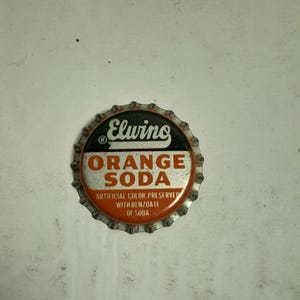 Elwino
®
ORANGE
SODA
ARTIFICIAL COLOR PRESERVED
WITH BENZOATE
OF SODA